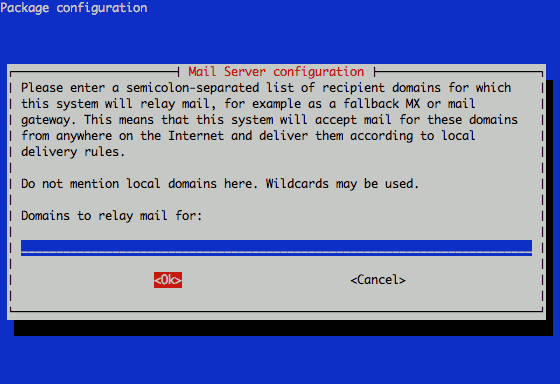 Package configuration
Mail Server configuration
Please enter a semicolon-separated list of recipient domains for which
this system will relay mail, for example as a fallback MX or mail
gateway. This means that this system will accept mail for these domains
from anywhere on the Internet and deliver them according to local
delivery rules.
Do not mention local domains here. Wildcards may be used.
Domains to relay mail for:
<Ok> <Cancel>